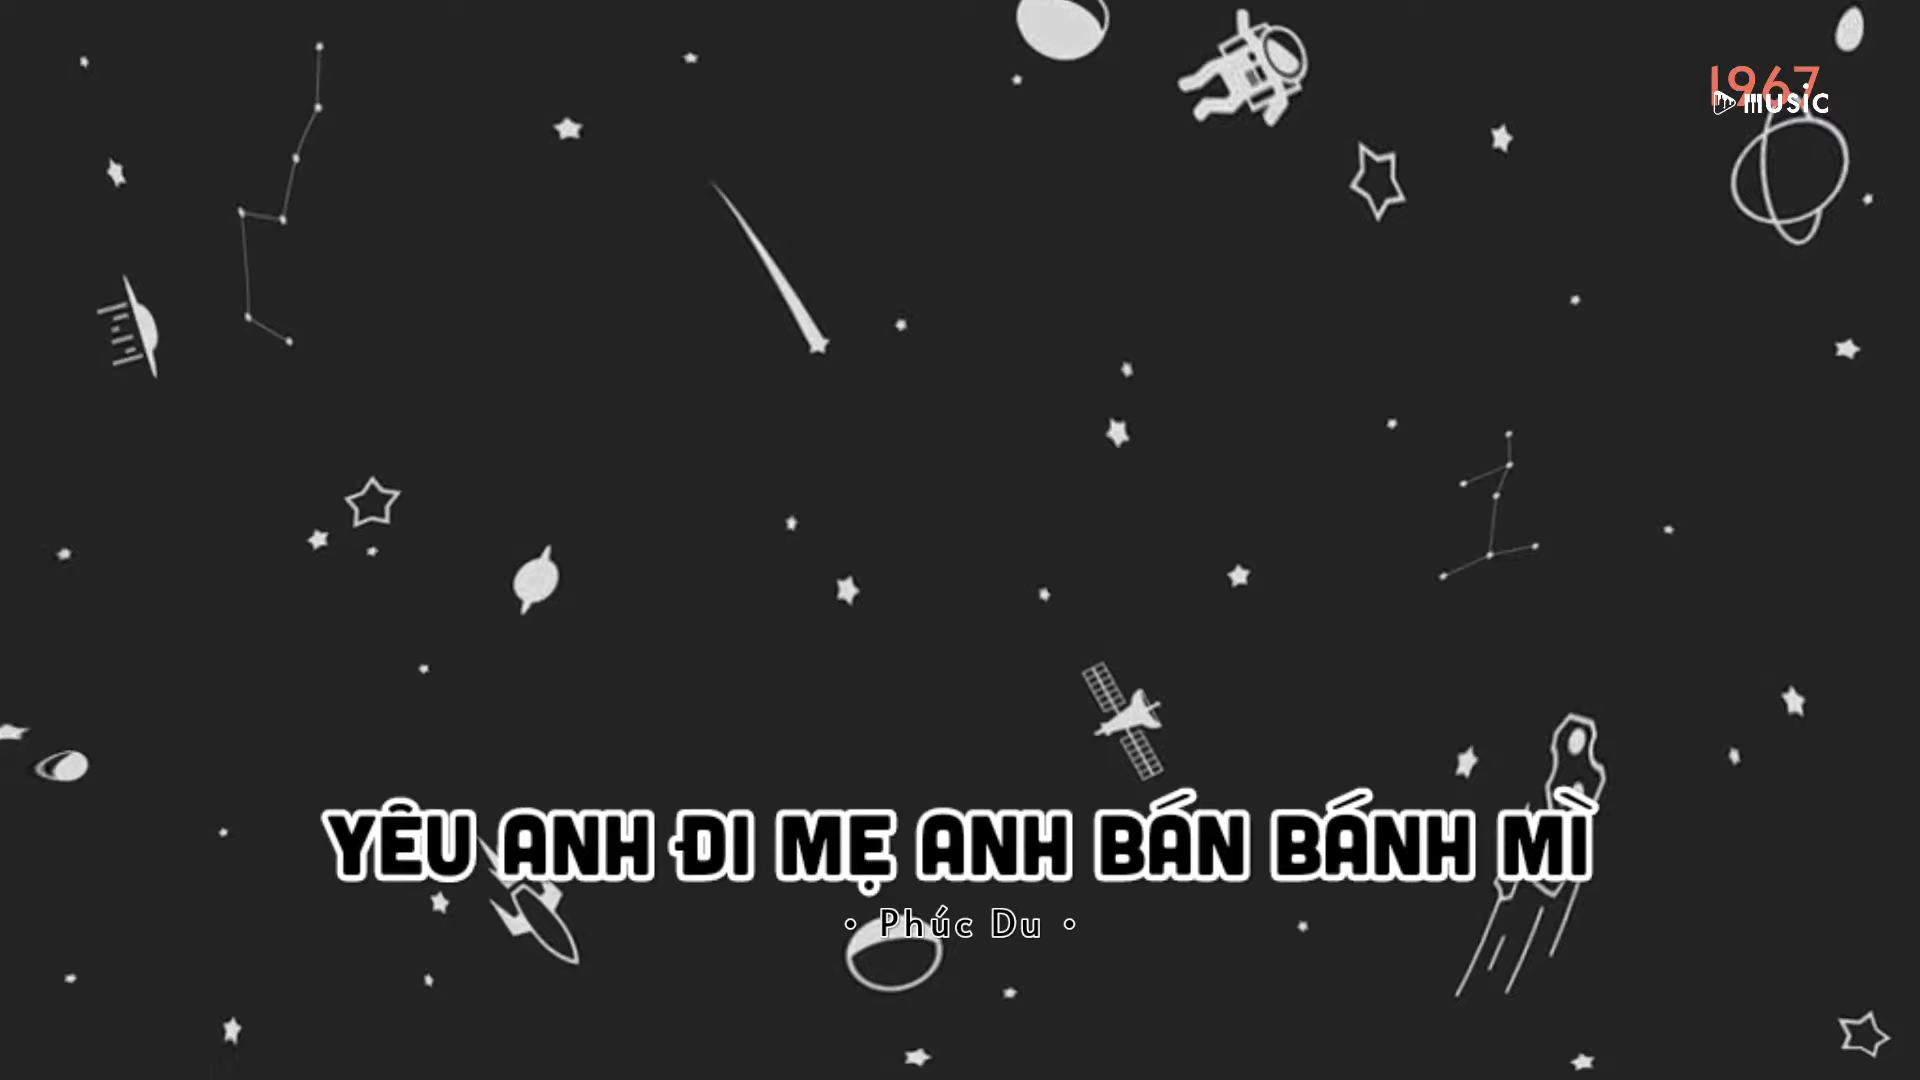 1967
music
YÊU ANH ĐI MẸ ANH BÁN BÁNH MÌ
• Phúc Du •